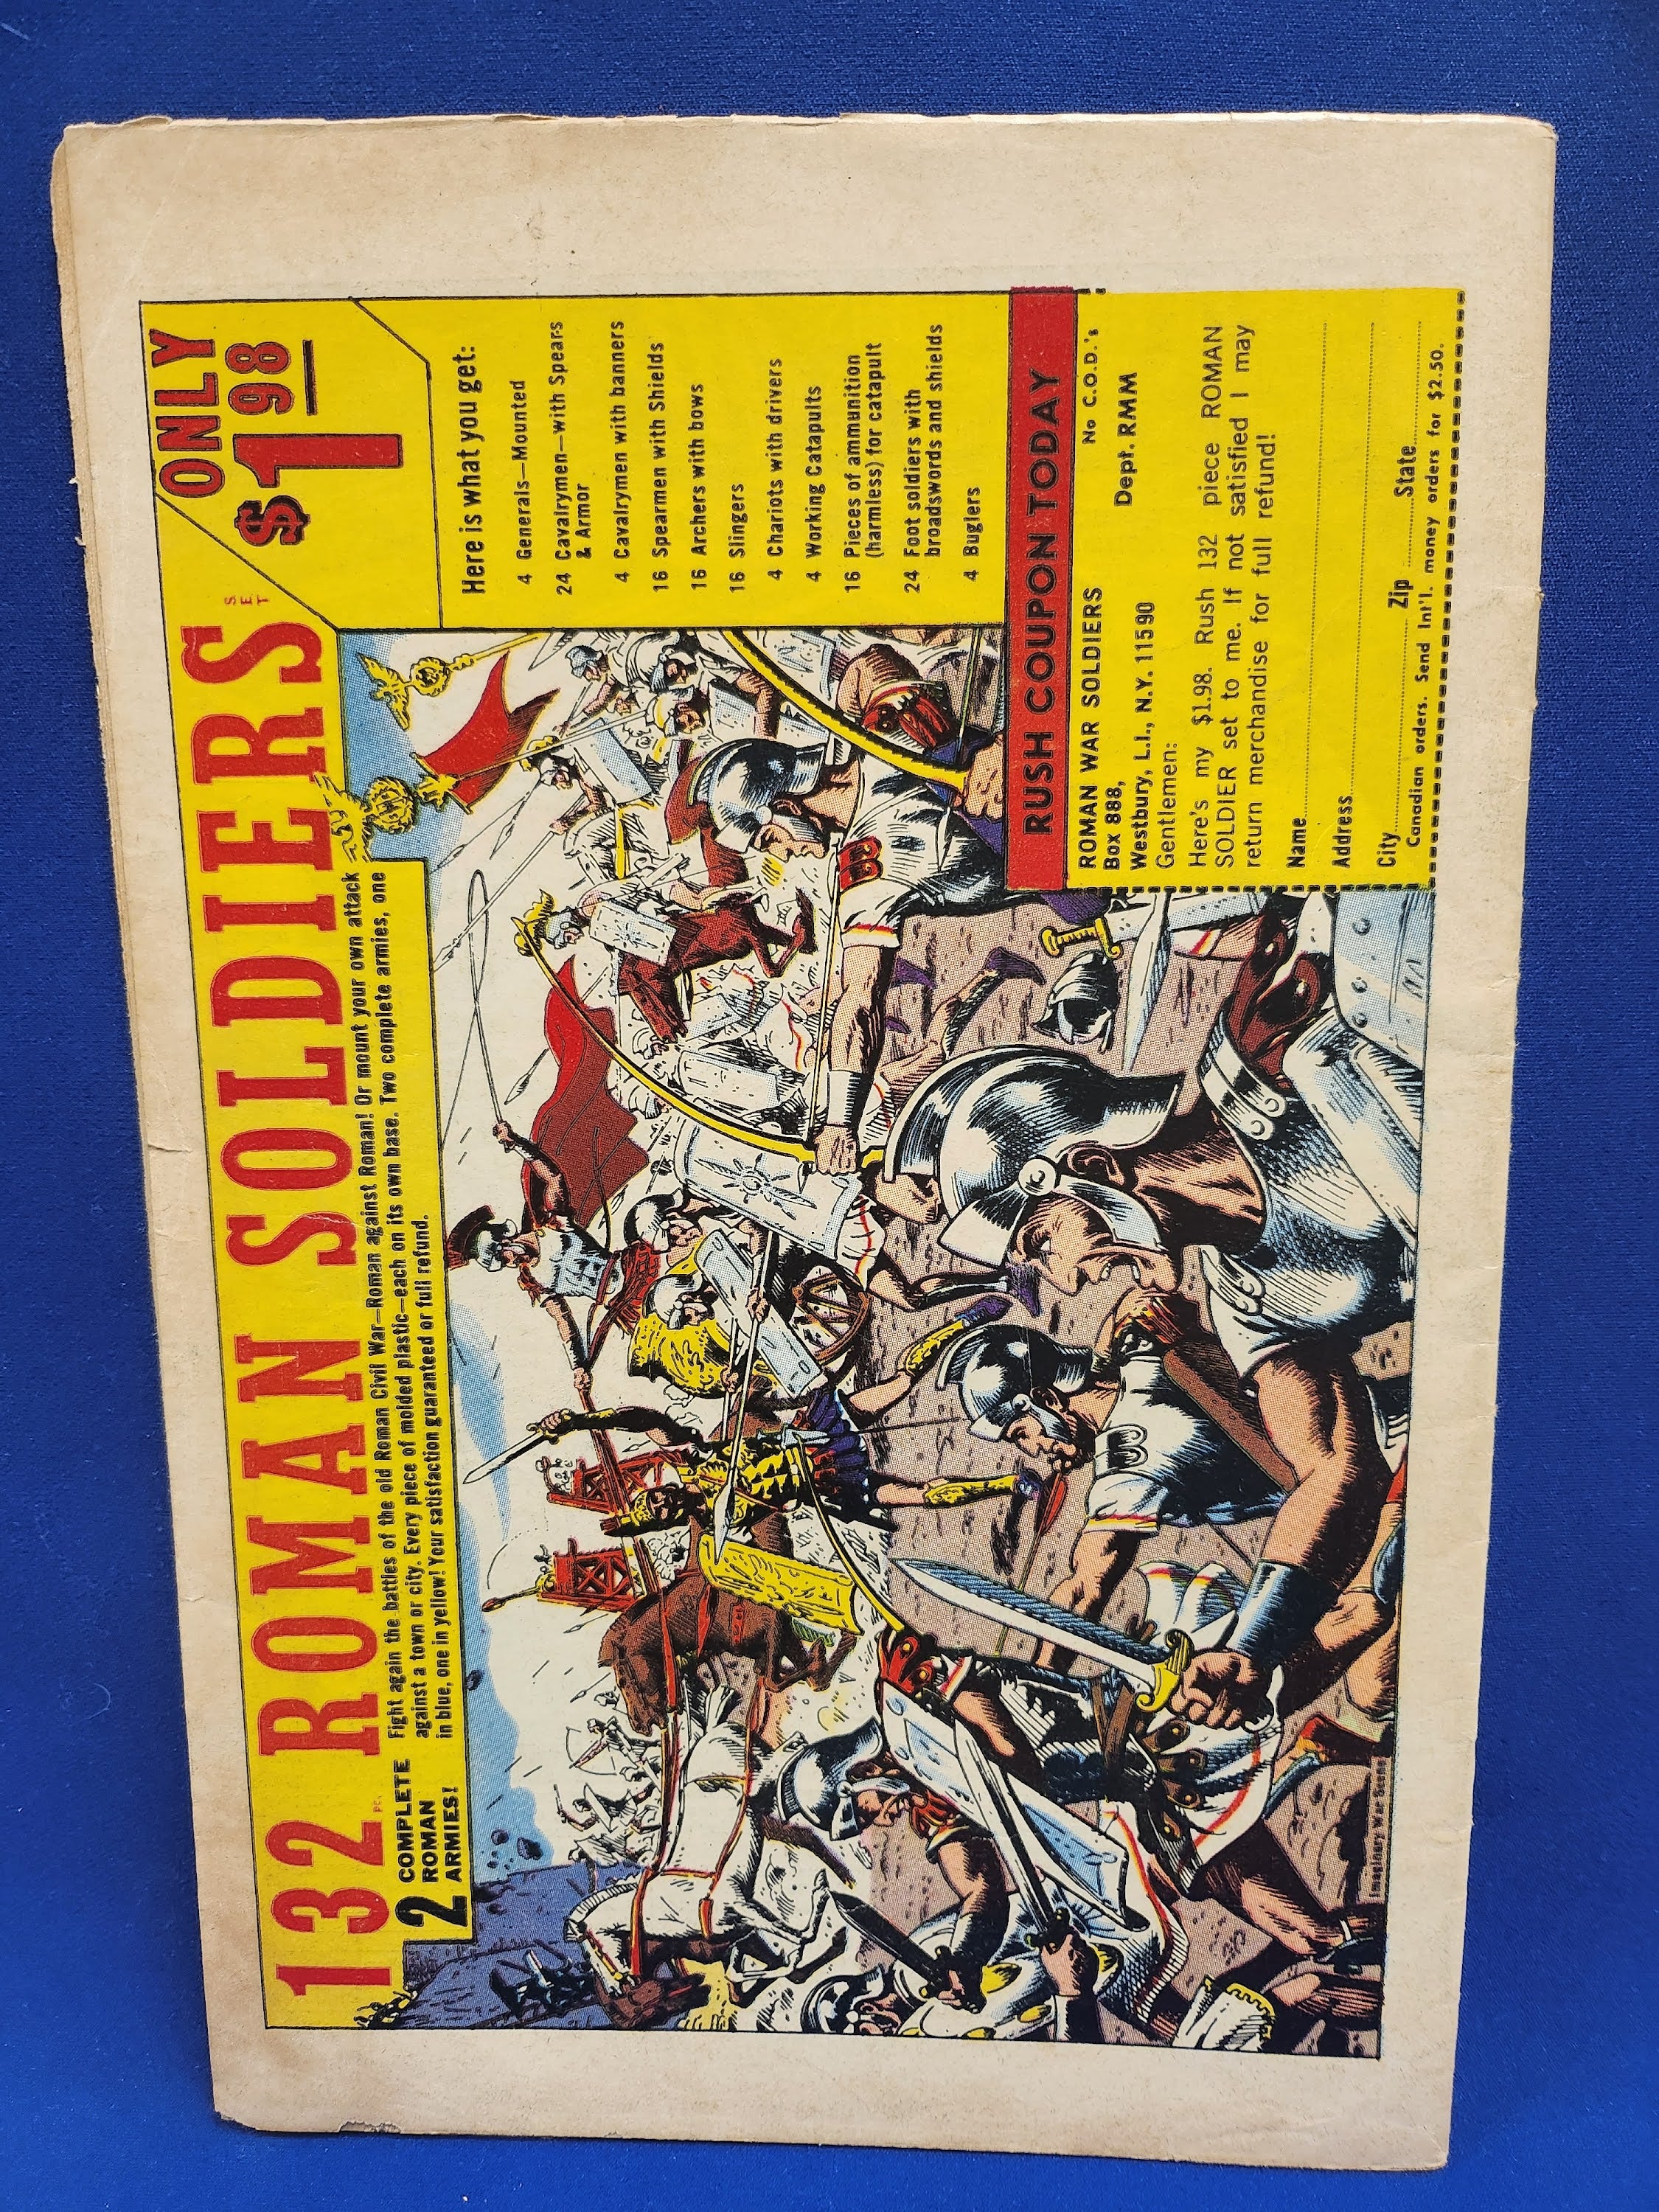 132 PC. ROMAN SOLDIERS SET
ONLY
$1 98
2 COMPLETE
ROMAN
ARMIES!
Fight again the battles of the old Roman Civil War—Roman against Roman! Or mount your own attack
against a town or city. Every piece of molded plastic—each on its own base. Two complete armies, one
in blue, one in yellow! Your satisfaction guaranteed or full refund.
Here is what you get:
4 Generals—Mounted
24 Cavalrymen—with Spears
& Armor
4 Cavalrymen with banners
16 Spearmen with Shields
16 Archers with bows
16 Slingers
4 Chariots with drivers
4 Working Catapults
16 Pieces of ammunition
(harmless) for catapult
24 Foot soldiers with
broadswords and shields
4 Buglers
RUSH COUPON TODAY
ROMAN WAR SOLDIERS No C.O.D.'s
Box 888, Dept. RMM
Westbury, L.I., N.Y. 11590
Gentlemen:
Here's my $1.98. Rush 132 piece ROMAN
SOLDIER set to me. If not satisfied I may
return merchandise for full refund!
Name
Address
City Zip State
Canadian orders. Send Int'l. money orders for $2.50.
Imaginary War Scene